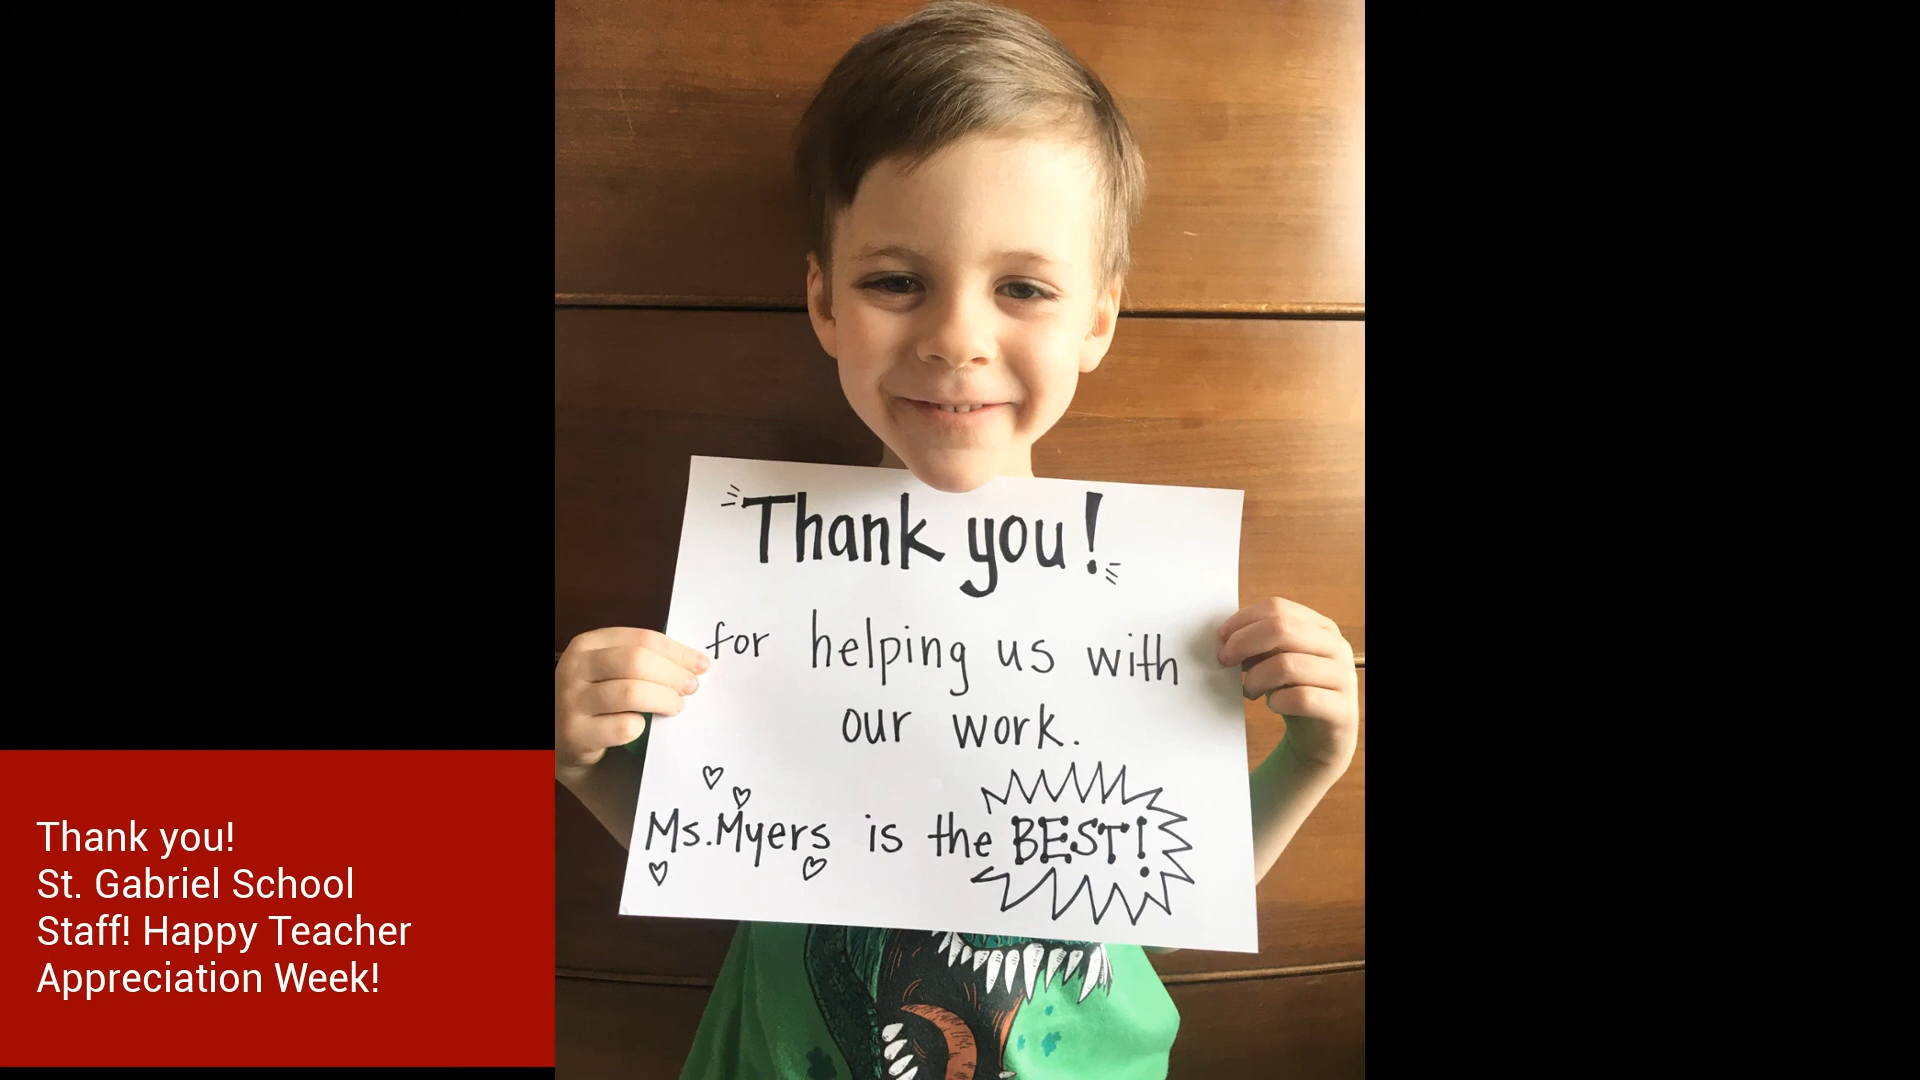 Thank you!
for helping us with
our work.
Ms. Myers is the BEST!
Thank you!
St. Gabriel School
Staff! Happy Teacher
Appreciation Week!